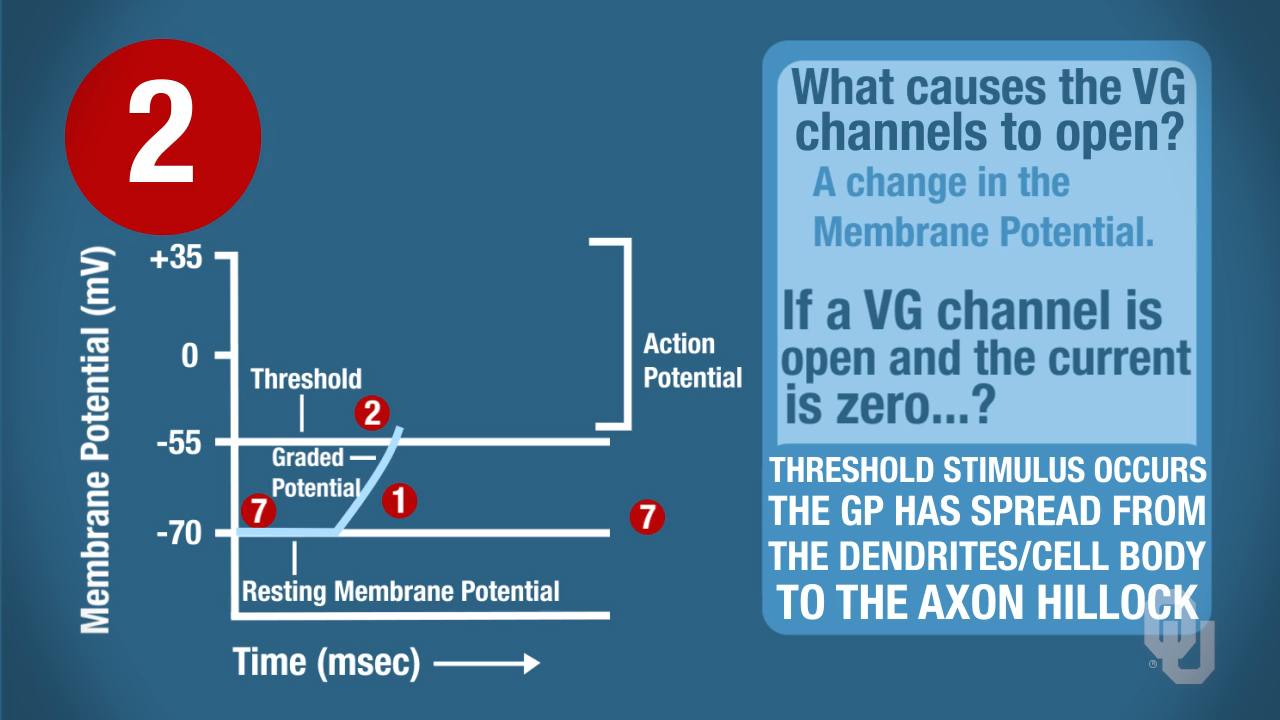 2
What causes the VG
channels to open?
A change in the
Membrane Potential.
If a VG channel is
open and the current
is zero...?
THRESHOLD STIMULUS OCCURS
THE GP HAS SPREAD FROM
THE DENDRITES/CELL BODY
TO THE AXON HILLOCK
Membrane Potential (mV)
+35
0
-55
-70
Threshold
2
Graded
Potential
1
7
Resting Membrane Potential
Action
Potential
7
Time (msec)
®